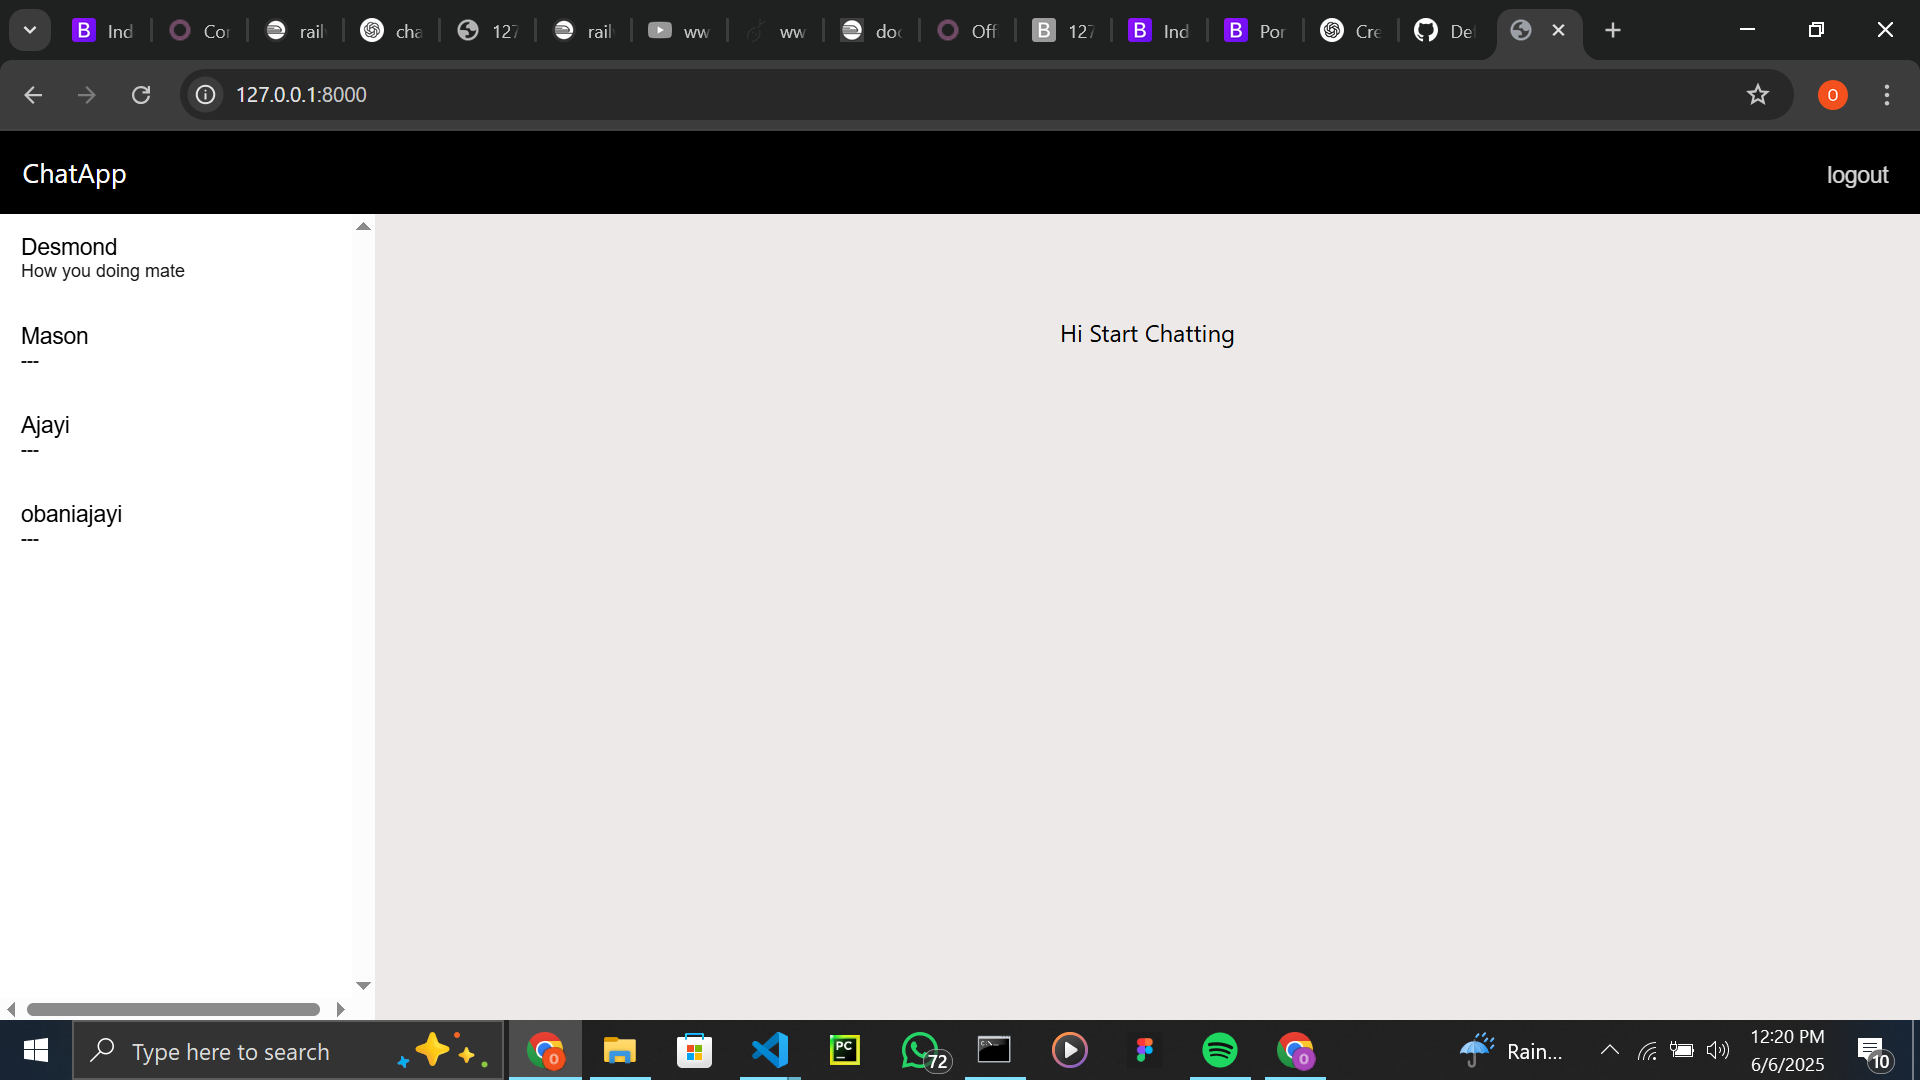 B Ind
Cor
rail
cha
127
rail
ww
ww
doc
Off
B 127
B Ind
B Por
Cre
De
127.0.0.1:8000
O
ChatApp
logout
Desmond
How you doing mate
Mason
---
Ajayi
---
obaniajayi
---
Hi Start Chatting
Type here to search
O
PC
72
O
Rain...
12:20 PM
6/6/2025
10